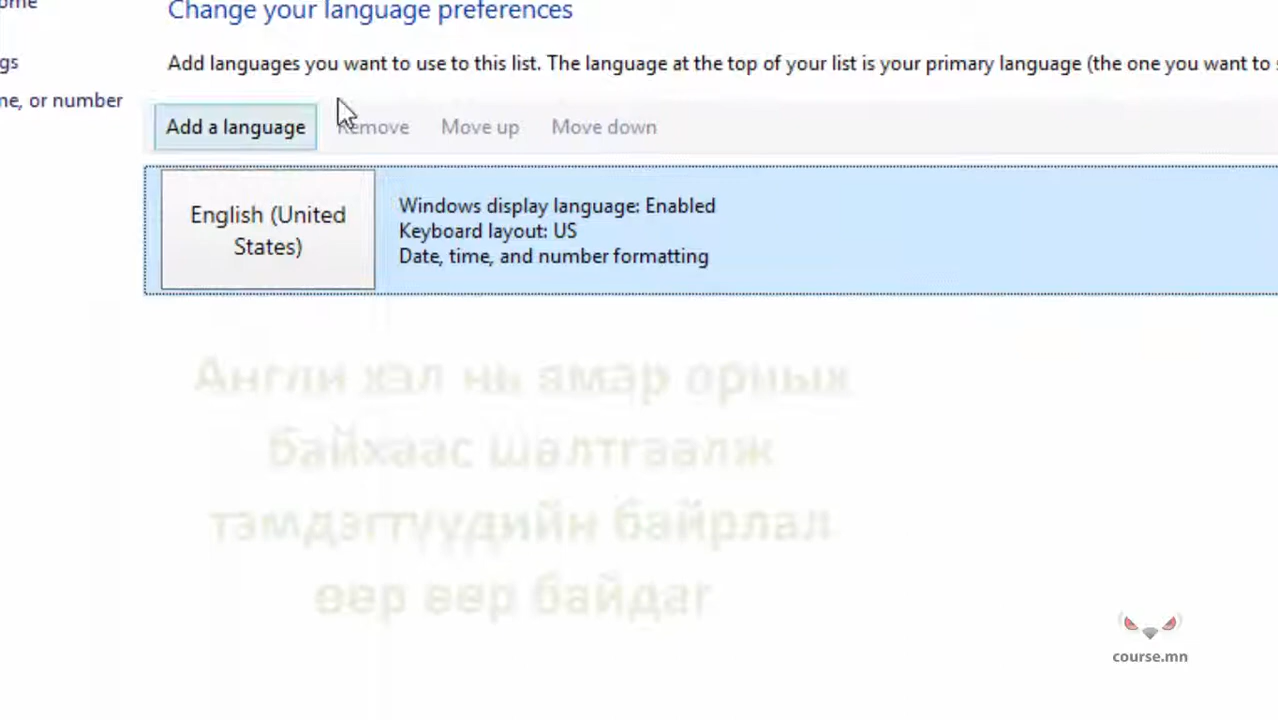 ome
Change your language preferences
gs
Add languages you want to use to this list. The language at the top of your list is your primary language (the one you want to
ne, or number
Add a language Remove Move up Move down
English (United
States)
Windows display language: Enabled
Keyboard layout: US
Date, time, and number formatting
Англи хэл нь ямар орных
байхаас шалтгаалж
тэмдэгтүүдийн байрлал
өөр өөр байдаг
course.mn